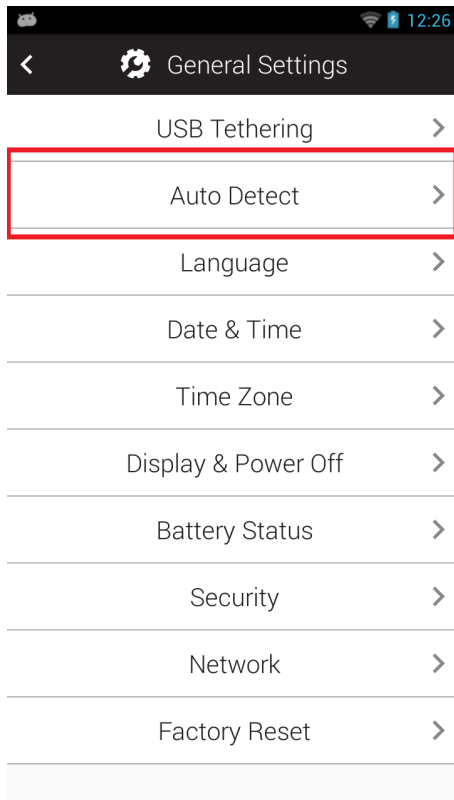 12:26
General Settings
USB Tethering
Auto Detect
Language
Date & Time
Time Zone
Display & Power Off
Battery Status
Security
Network
Factory Reset